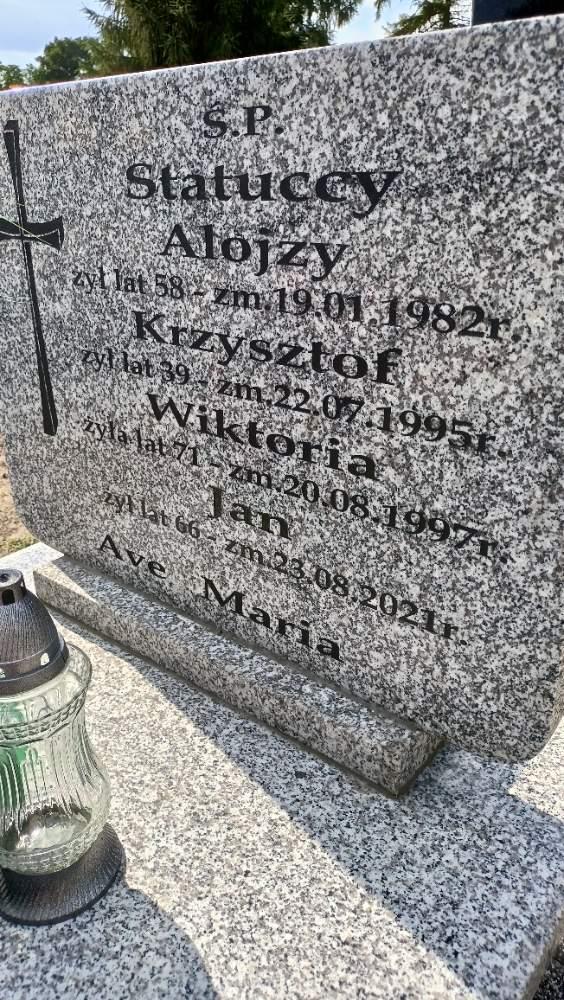 Ś.P.
Statuccy
Alojzy
żył lat 58 - zm.19.01.1982r.
Krzysztof
żył lat 39 - zm.22.07.1995r.
Wiktoria
żyła lat 71 - zm.20.08.1997r.
Jan
żył lat 66 - zm.23.08.2021r.
Ave Maria